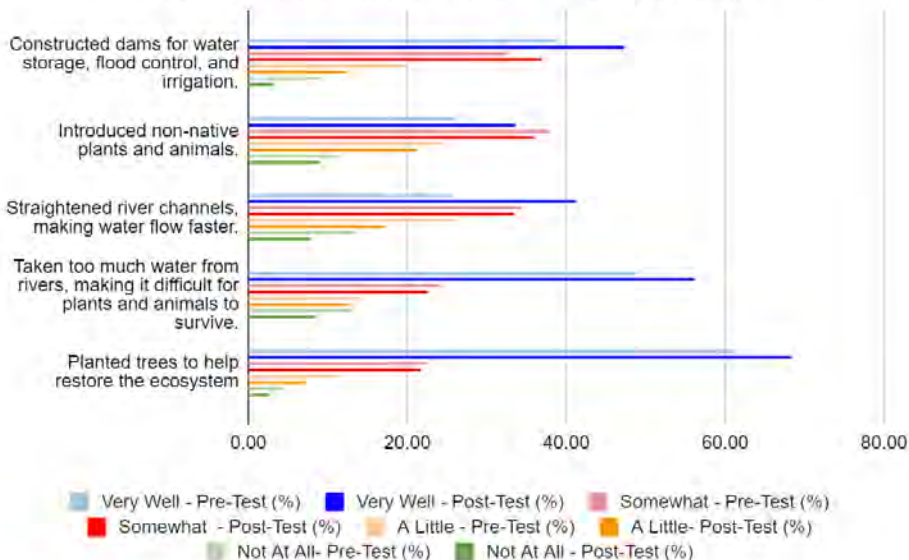 Constructed dams for water
storage, flood control, and
irrigation.
Introduced non-native
plants and animals.
Straightened river channels,
making water flow faster.
Taken too much water from
rivers, making it difficult for
plants and animals to
survive.
Planted trees to help
restore the ecosystem
0.00 20.00 40.00 60.00 80.00
Very Well - Pre-Test (%) Very Well - Post-Test (%) Somewhat - Pre-Test (%)
Somewhat - Post-Test (%) A Little - Pre-Test (%) A Little- Post-Test (%)
Not At All- Pre-Test (%) Not At All - Post-Test (%)